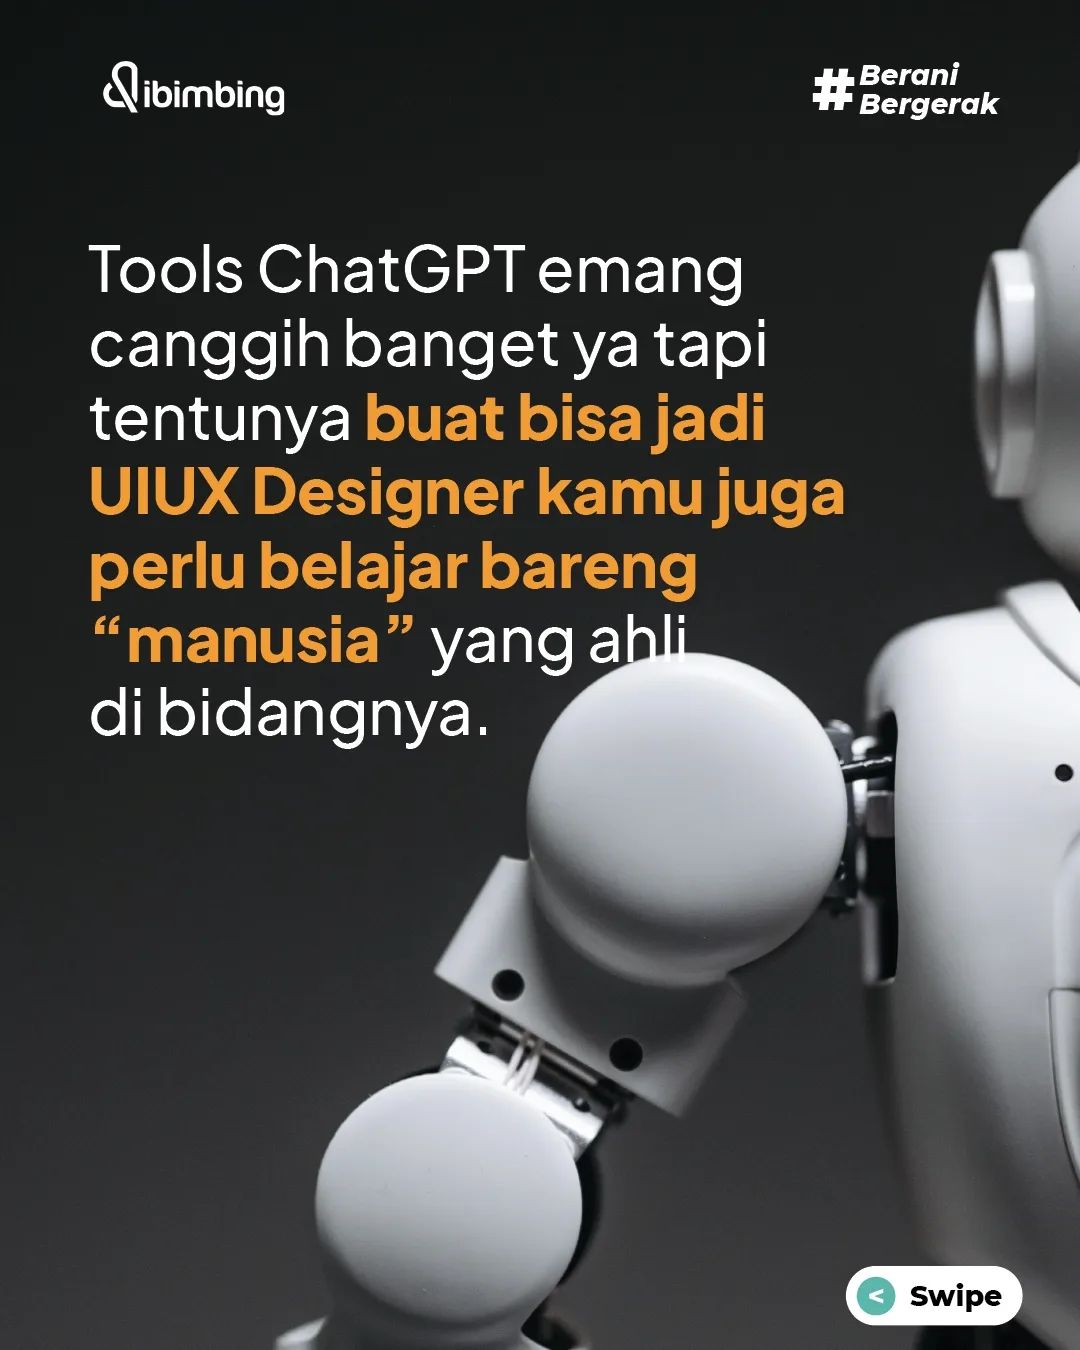 dibimbing
#Berani
Bergerak
Tools ChatGPT emang
canggih banget ya tapi
tentunya buat bisa jadi
UIUX Designer kamu juga
perlu belajar bareng
“manusia” yang ahli
di bidangnya.
< Swipe